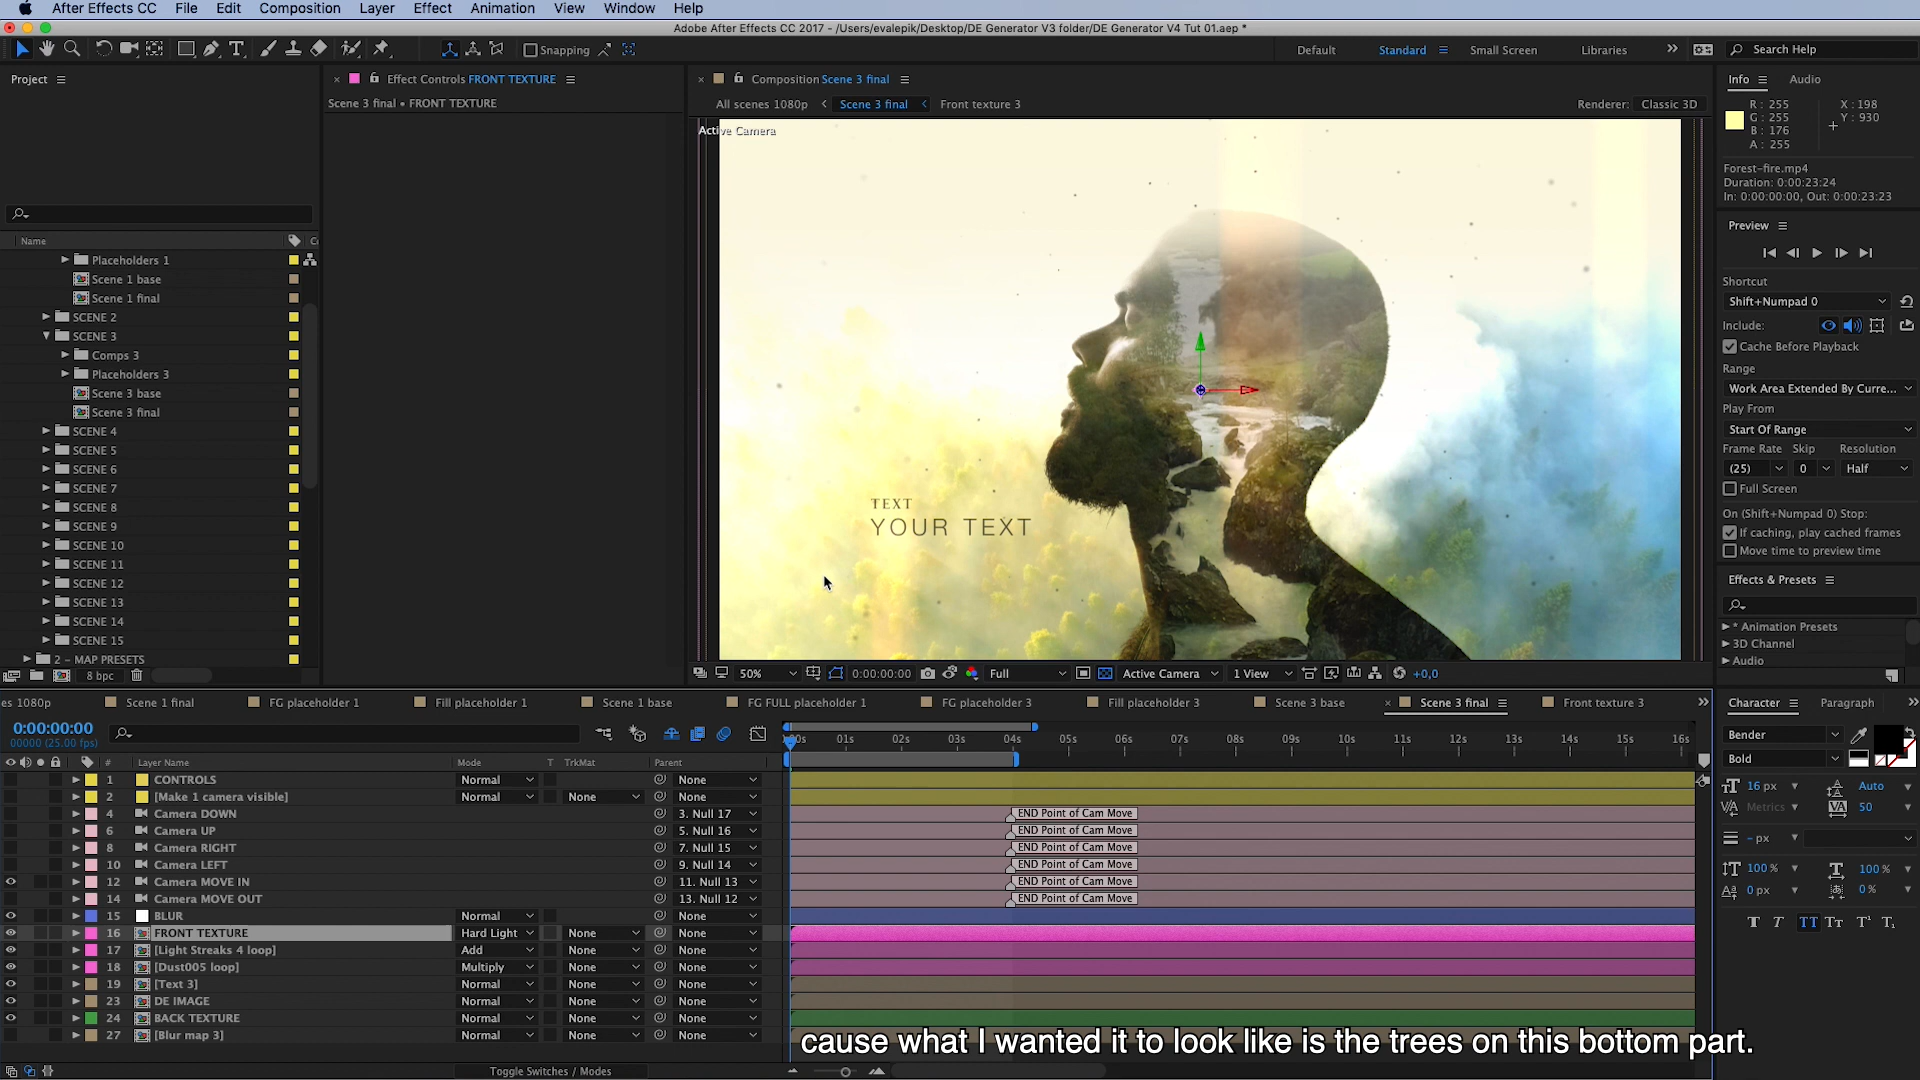 After Effects CC File Edit Composition Layer Effect Animation View Window Help
Adobe After Effects CC 2017 - /Users/evalepik/Desktop/DE Generator V3 folder/DE Generator V4 Tut 01.aep *
Snapping Default Standard Small Screen Libraries Search Help
Project
Effect Controls FRONT TEXTURE
Scene 3 final • FRONT TEXTURE
Composition Scene 3 final
All scenes 1080p Scene 3 final Front texture 3
Renderer: Classic 3D
Active Camera
TEXT
YOUR TEXT
Info Audio
R : 255 X : 198
G : 255 Y : 930
B : 176
A : 255
Forest-fire.mp4
Duration: 0:00:23:24
In: 0:00:00:00, Out: 0:00:23:23
Preview
Shortcut
Shift+Numpad 0
Include:
Cache Before Playback
Range
Work Area Extended By Curre...
Play From
Start Of Range
Frame Rate Skip Resolution
(25) 0 Half
Full Screen
On (Shift+Numpad 0) Stop:
If caching, play cached frames
Move time to preview time
Effects & Presets
* Animation Presets
3D Channel
Audio
Name
Placeholders 1
Scene 1 base
Scene 1 final
SCENE 2
SCENE 3
Comps 3
Placeholders 3
Scene 3 base
Scene 3 final
SCENE 4
SCENE 5
SCENE 6
SCENE 7
SCENE 8
SCENE 9
SCENE 10
SCENE 11
SCENE 12
SCENE 13
SCENE 14
SCENE 15
2 – MAP PRESETS
8 bpc
50% 0:00:00:00 Full Active Camera 1 View +0,0
es 1080p Scene 1 final FG placeholder 1 Fill placeholder 1 Scene 1 base FG FULL placeholder 1 FG placeholder 3 Fill placeholder 3 Scene 3 base Scene 3 final Front texture 3
0:00:00:00
00000 (25.00 fps)
01s 02s 03s 04s 05s 06s 07s 08s 09s 10s 11s 12s 13s 14s 15s 16s
# Layer Name Mode T TrkMat Parent
1 CONTROLS Normal None
2 [Make 1 camera visible] Normal None None
4 Camera DOWN 3. Null 17 END Point of Cam Move
6 Camera UP 5. Null 16 END Point of Cam Move
8 Camera RIGHT 7. Null 15 END Point of Cam Move
10 Camera LEFT 9. Null 14 END Point of Cam Move
12 Camera MOVE IN 11. Null 13 END Point of Cam Move
14 Camera MOVE OUT 13. Null 12 END Point of Cam Move
15 BLUR Normal None
16 FRONT TEXTURE Hard Light None None
17 [Light Streaks 4 loop] Add None None
18 [Dust005 loop] Multiply None None
19 [Text 3] Normal None None
23 DE IMAGE Normal None None
24 BACK TEXTURE Normal None None
27 [Blur map 3] Normal None None
Toggle Switches / Modes
Character Paragraph
Bender
Bold
16 px Auto
Metrics 50
– px
100 % 100 %
0 px 0 %
T T TT Tт T¹ T₁
cause what I wanted it to look like is the trees on this bottom part.